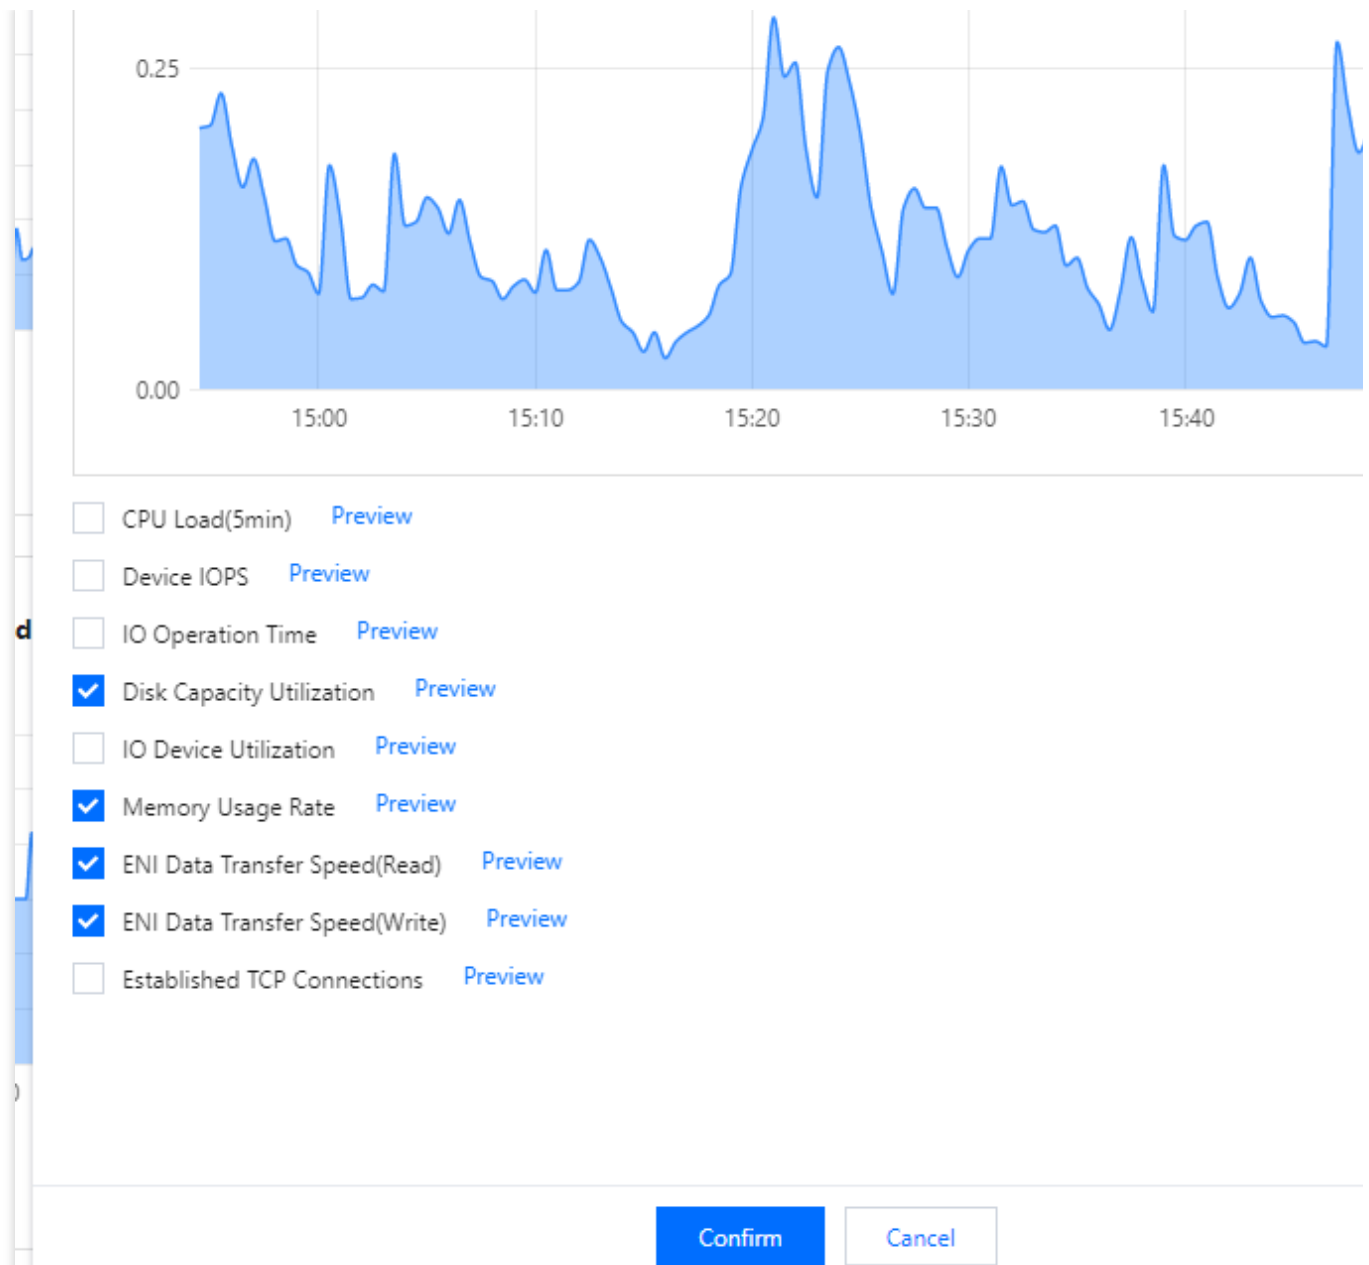 0.25
0.00
15:00 15:10 15:20 15:30 15:40
CPU Load(5min) Preview
Device IOPS Preview
d
IO Operation Time Preview
Disk Capacity Utilization Preview
IO Device Utilization Preview
Memory Usage Rate Preview
ENI Data Transfer Speed(Read) Preview
ENI Data Transfer Speed(Write) Preview
Established TCP Connections Preview
Confirm Cancel